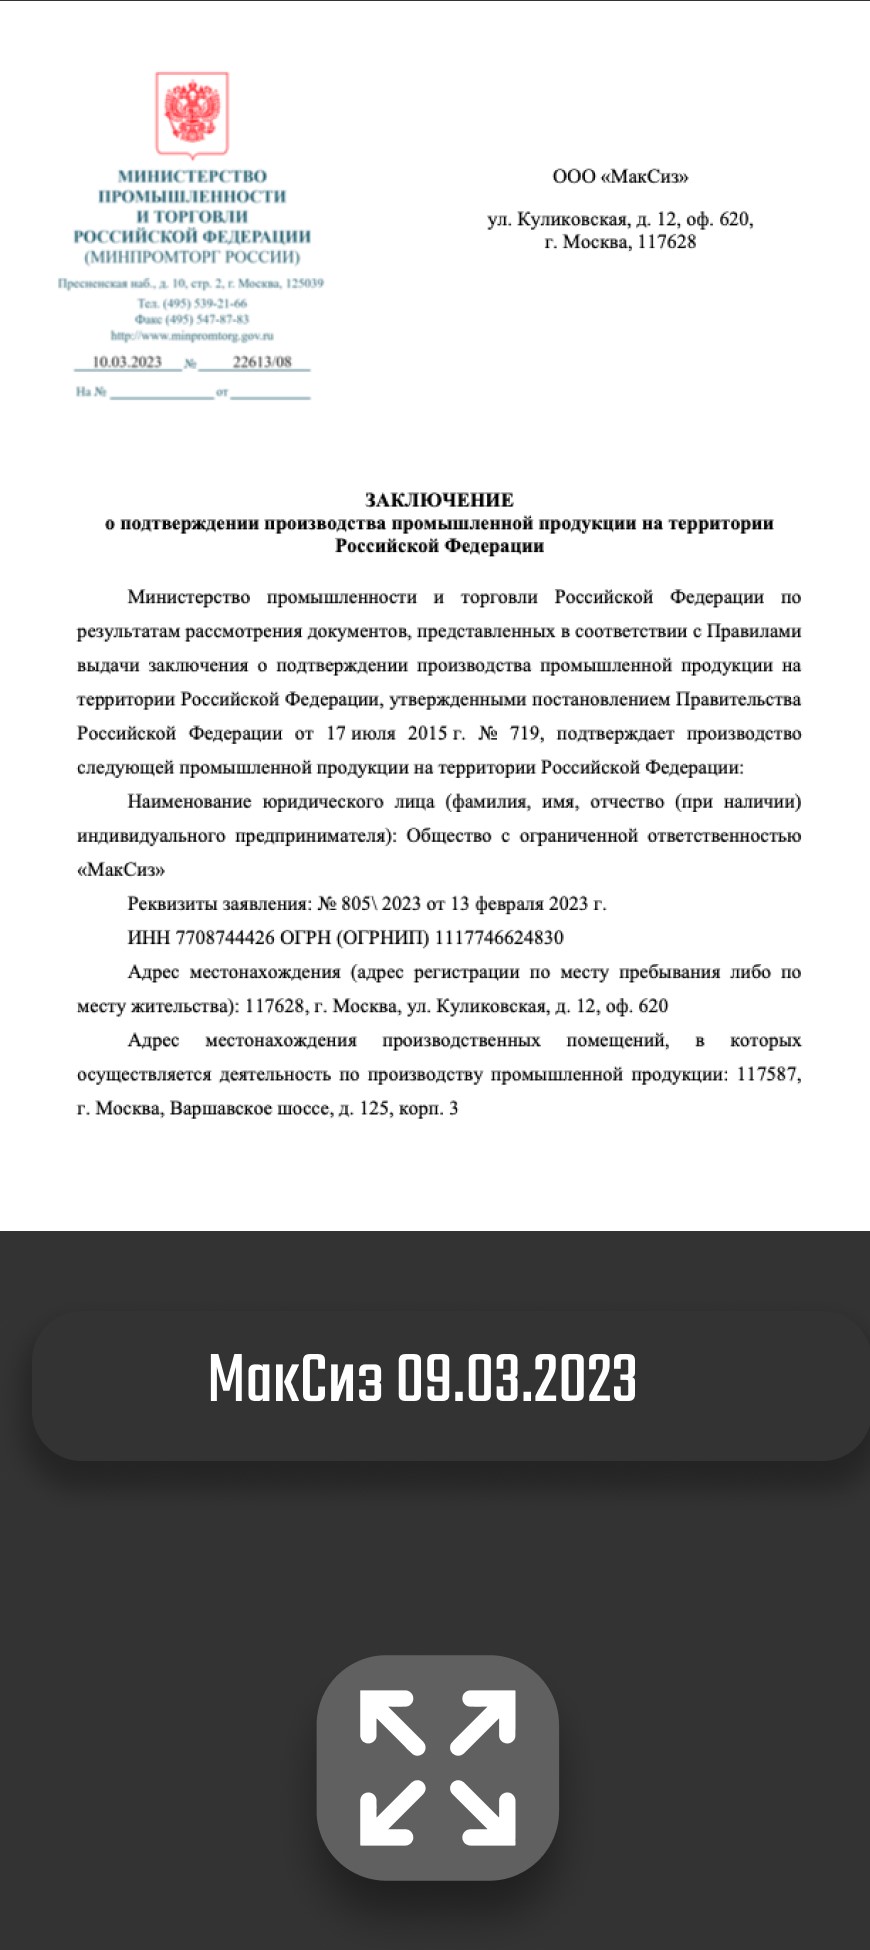 МИНИСТЕРСТВО
ПРОМЫШЛЕННОСТИ
И ТОРГОВЛИ
РОССИЙСКОЙ ФЕДЕРАЦИИ
(МИНПРОМТОРГ РОССИИ)
Пресненская наб., д. 10, стр. 2, г. Москва, 125039
Тел. (495) 539-21-66
Факс (495) 547-87-83
http://www.minpromtorg.gov.ru
10.03.2023 № 22613/08
На № от
ООО «МакСиз»
ул. Куликовская, д. 12, оф. 620,
г. Москва, 117628
ЗАКЛЮЧЕНИЕ
о подтверждении производства промышленной продукции на территории
Российской Федерации
Министерство промышленности и торговли Российской Федерации по
результатам рассмотрения документов, представленных в соответствии с Правилами
выдачи заключения о подтверждении производства промышленной продукции на
территории Российской Федерации, утвержденными постановлением Правительства
Российской Федерации от 17 июля 2015 г. № 719, подтверждает производство
следующей промышленной продукции на территории Российской Федерации:
Наименование юридического лица (фамилия, имя, отчество (при наличии)
индивидуального предпринимателя): Общество с ограниченной ответственностью
«МакСиз»
Реквизиты заявления: № 805\ 2023 от 13 февраля 2023 г.
ИНН 7708744426 ОГРН (ОГРНИП) 1117746624830
Адрес местонахождения (адрес регистрации по месту пребывания либо по
месту жительства): 117628, г. Москва, ул. Куликовская, д. 12, оф. 620
Адрес местонахождения производственных помещений, в которых
осуществляется деятельность по производству промышленной продукции: 117587,
г. Москва, Варшавское шоссе, д. 125, корп. 3
МакСиз 09.03.2023